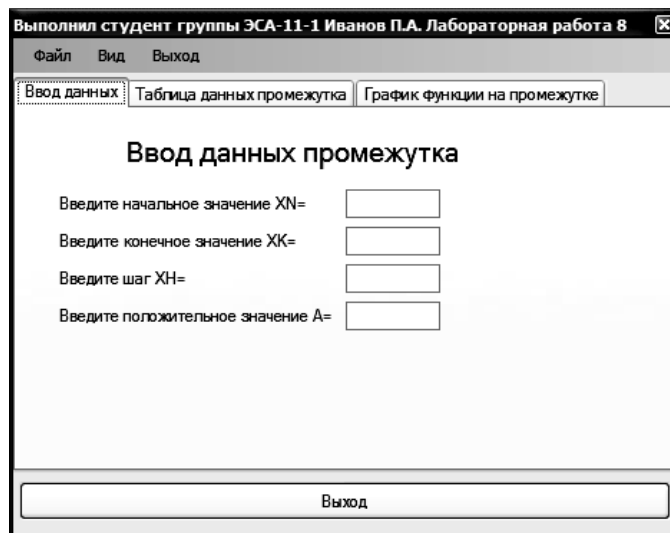 Выполнил студент группы ЭСА-11-1 Иванов П.А. Лабораторная работа 8
Файл Вид Выход
Ввод данных Таблица данных промежутка График функции на промежутке
Ввод данных промежутка
Введите начальное значение XN=
Введите конечное значение XK=
Введите шаг XH=
Введите положительное значение A=
Выход